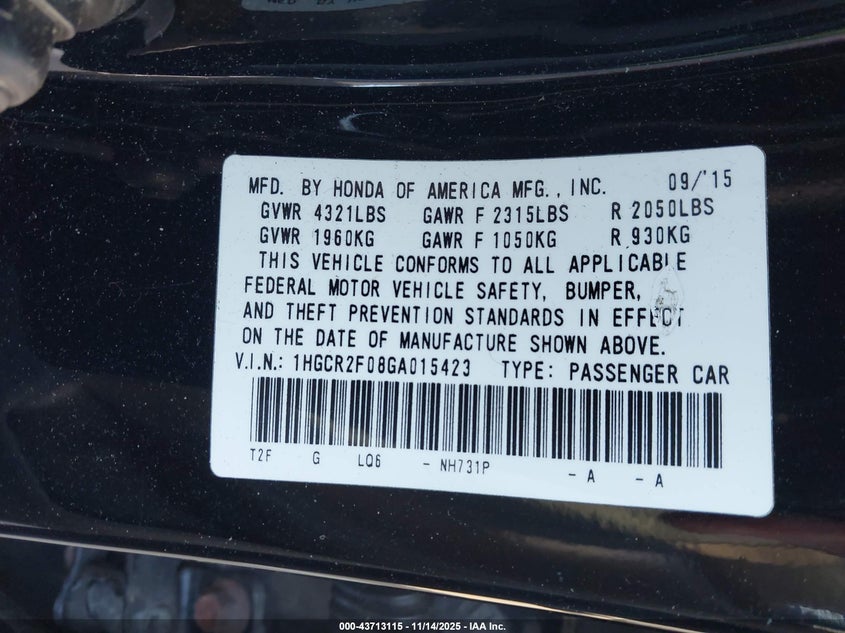 MFD. BY HONDA OF AMERICA MFG., INC. 09/'15
GVWR 4321LBS GAWR F 2315LBS R 2050LBS
GVWR 1960KG GAWR F 1050KG R 930KG
THIS VEHICLE CONFORMS TO ALL APPLICABLE
FEDERAL MOTOR VEHICLE SAFETY, BUMPER,
AND THEFT PREVENTION STANDARDS IN EFFECT
ON THE DATE OF MANUFACTURE SHOWN ABOVE.
V.I.N.: 1HGCR2F08GA015423 TYPE: PASSENGER CAR
T2F G LQ6 - NH731P - A - A
000-43713115 - 11/14/2025 - IAA Inc.